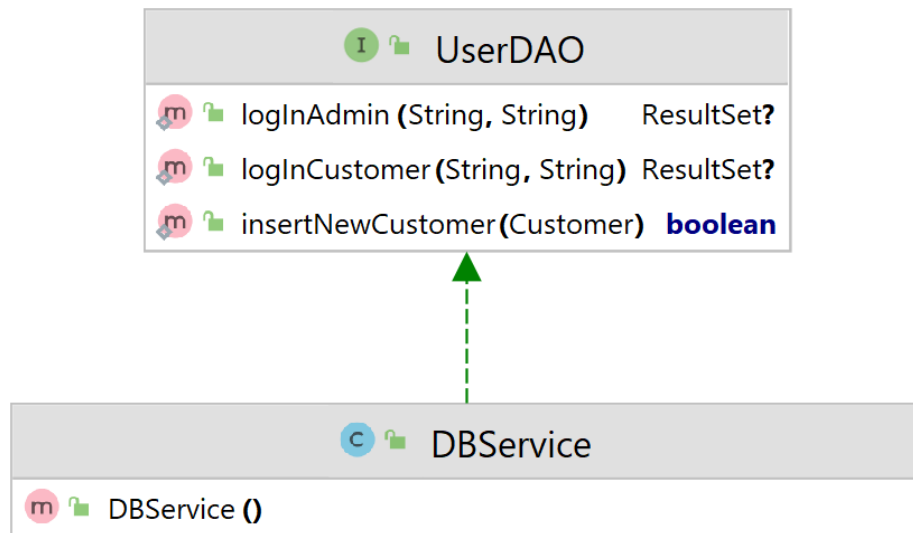 I UserDAO
m logInAdmin (String, String) ResultSet?
m logInCustomer (String, String) ResultSet?
m insertNewCustomer (Customer) boolean
C DBService
m DBService ()